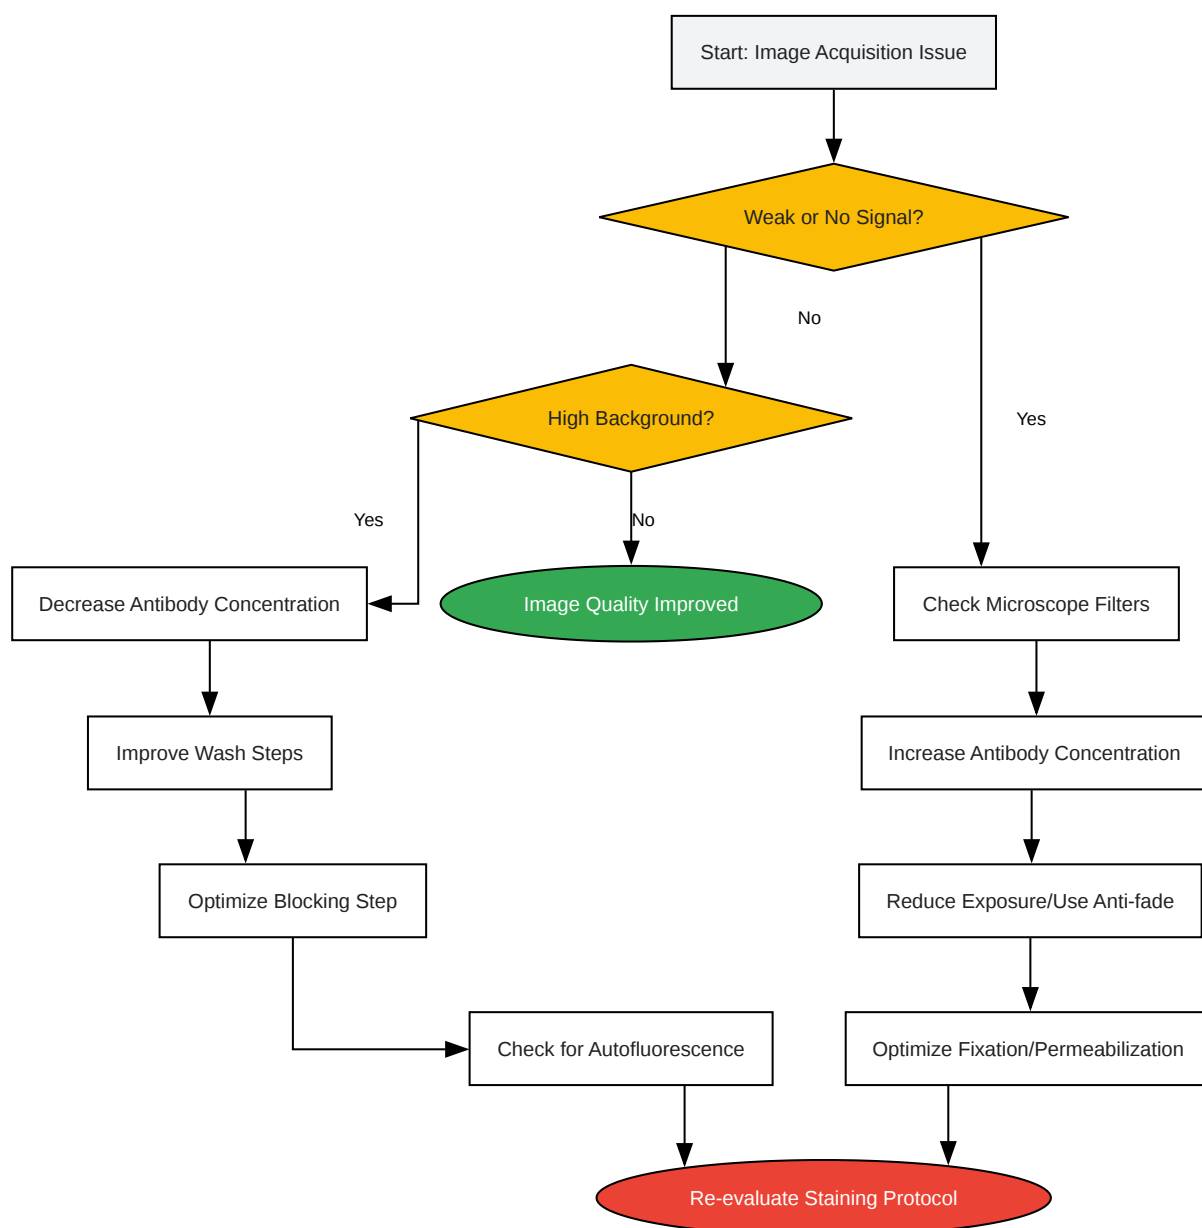 Start: Image Acquisition Issue
Weak or No Signal?
No
High Background?
Yes
Yes
No
Decrease Antibody Concentration
Image Quality Improved
Check Microscope Filters
Improve Wash Steps
Increase Antibody Concentration
Optimize Blocking Step
Reduce Exposure/Use Anti-fade
Check for Autofluorescence
Optimize Fixation/Permeabilization
Re-evaluate Staining Protocol